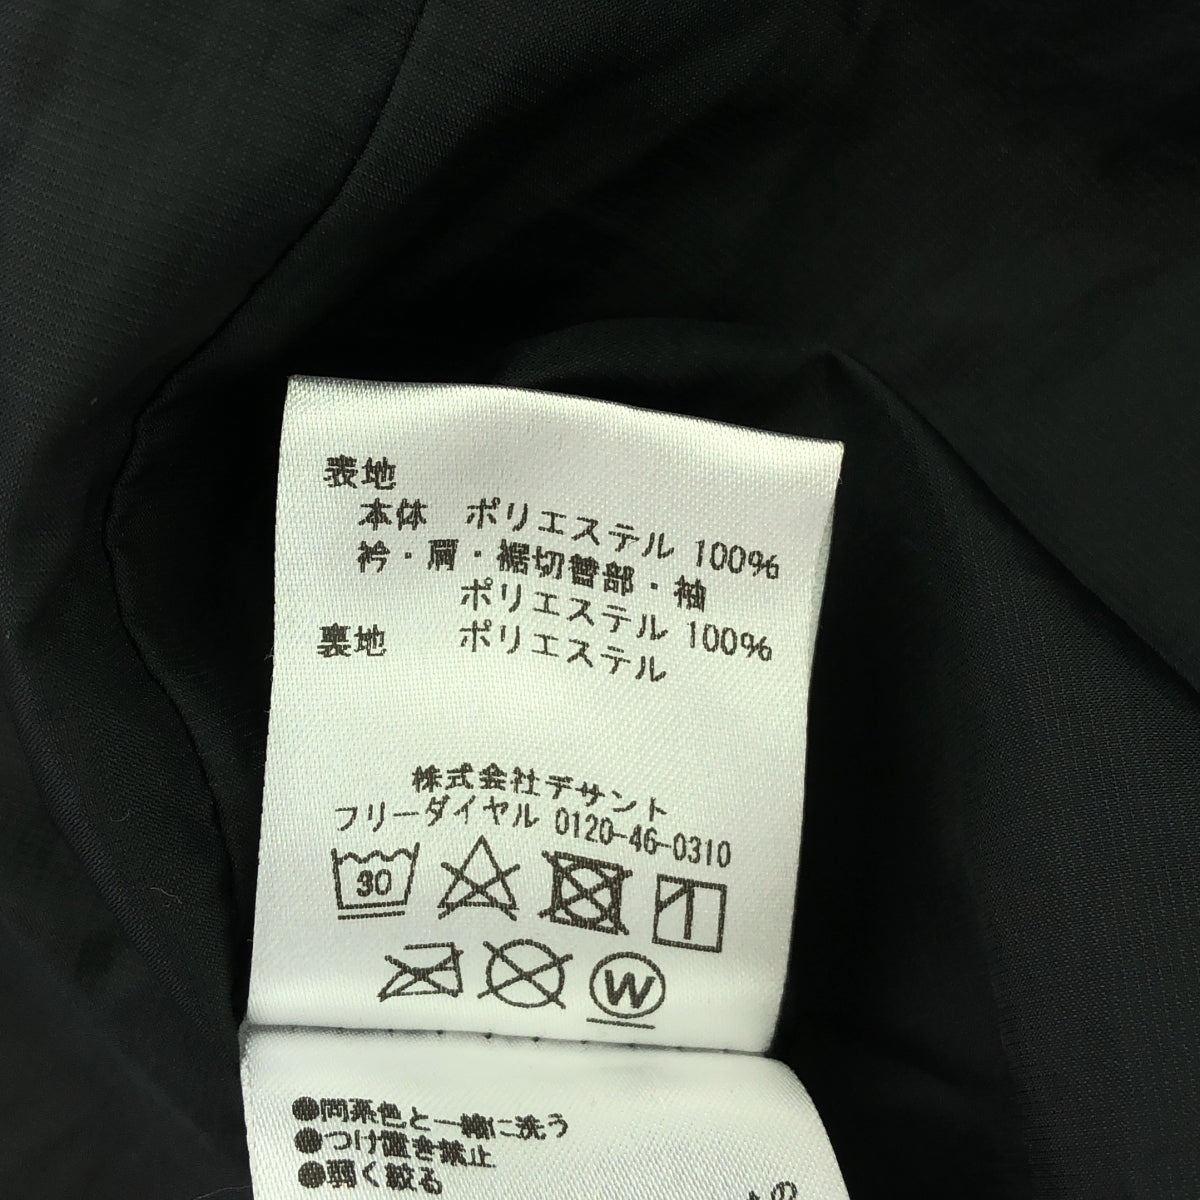 表地
本体 ポリエステル 100%
衿・肩・裾切替部・袖
ポリエステル 100%
裏地 ポリエステル
株式会社デサント
フリーダイヤル 0120-46-0310
30
W
●同系色と一緒に洗う
●つけ置き禁止
●弱く絞る
の